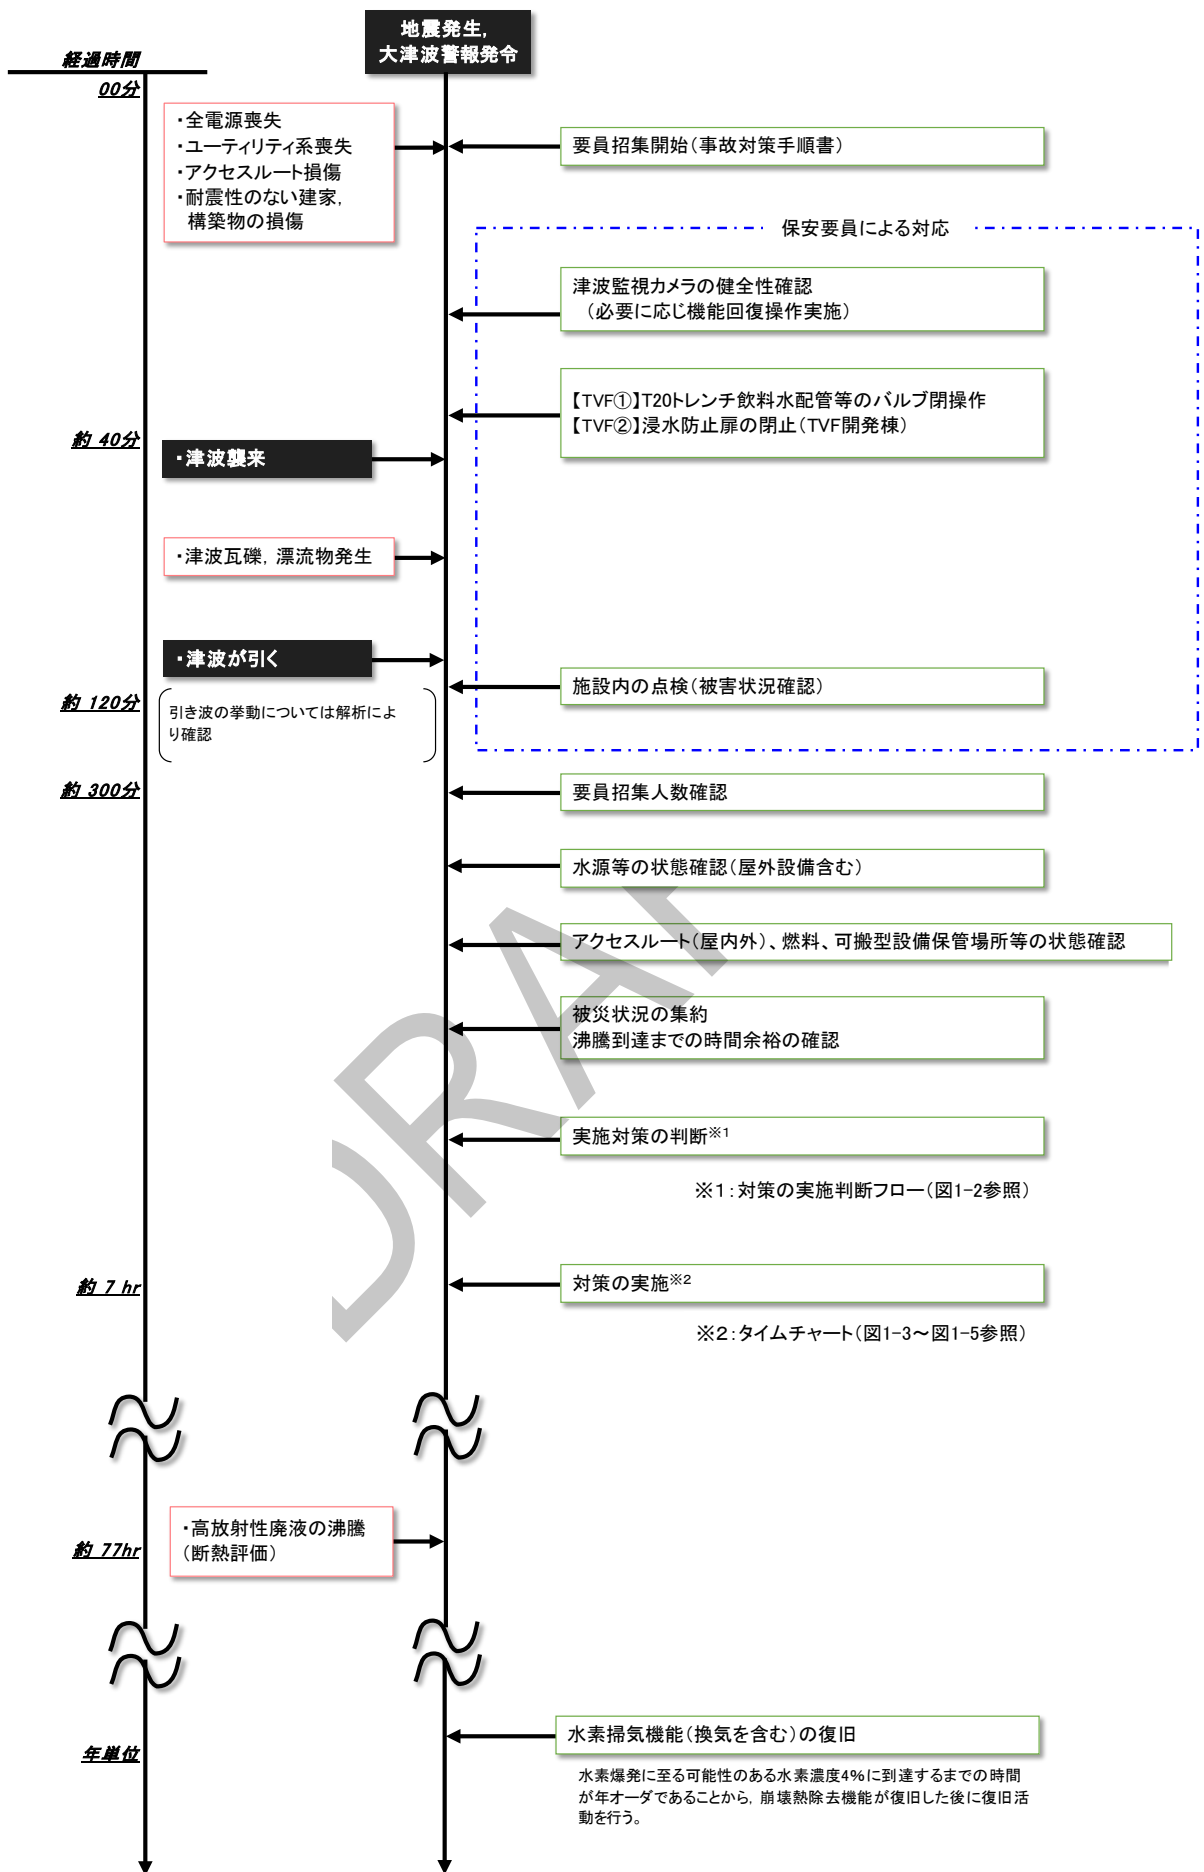 地震発生,
大津波警報発令
経過時間
00分
・全電源喪失
・ユーティリティ系喪失
・アクセスルート損傷
・耐震性のない建家,
構築物の損傷
要員招集開始(事故対策手順書)
保安要員による対応
津波監視カメラの健全性確認
(必要に応じ機能回復操作実施)
【TVF①】T20トレンチ飲料水配管等のバルブ閉操作
【TVF②】浸水防止扉の閉止(TVF開発棟)
約 40分
・津波襲来
・津波瓦礫, 漂流物発生
・津波が引く
施設内の点検(被害状況確認)
約 120分
引き波の挙動については解析によ
り確認
約 300分
要員招集人数確認
水源等の状態確認(屋外設備含む)
アクセスルート(屋内外)、燃料、可搬型設備保管場所等の状態確認
被災状況の集約
沸騰到達までの時間余裕の確認
実施対策の判断※1
※1:対策の実施判断フロー(図1-2参照)
約 7 hr
対策の実施※2
※2:タイムチャート(図1-3~図1-5参照)
・高放射性廃液の沸騰
(断熱評価)
約 77hr
水素掃気機能(換気を含む)の復旧
年単位
水素爆発に至る可能性のある水素濃度4%に到達するまでの時間
が年オーダであることから, 崩壊熱除去機能が復旧した後に復旧活
動を行う。
DRAF